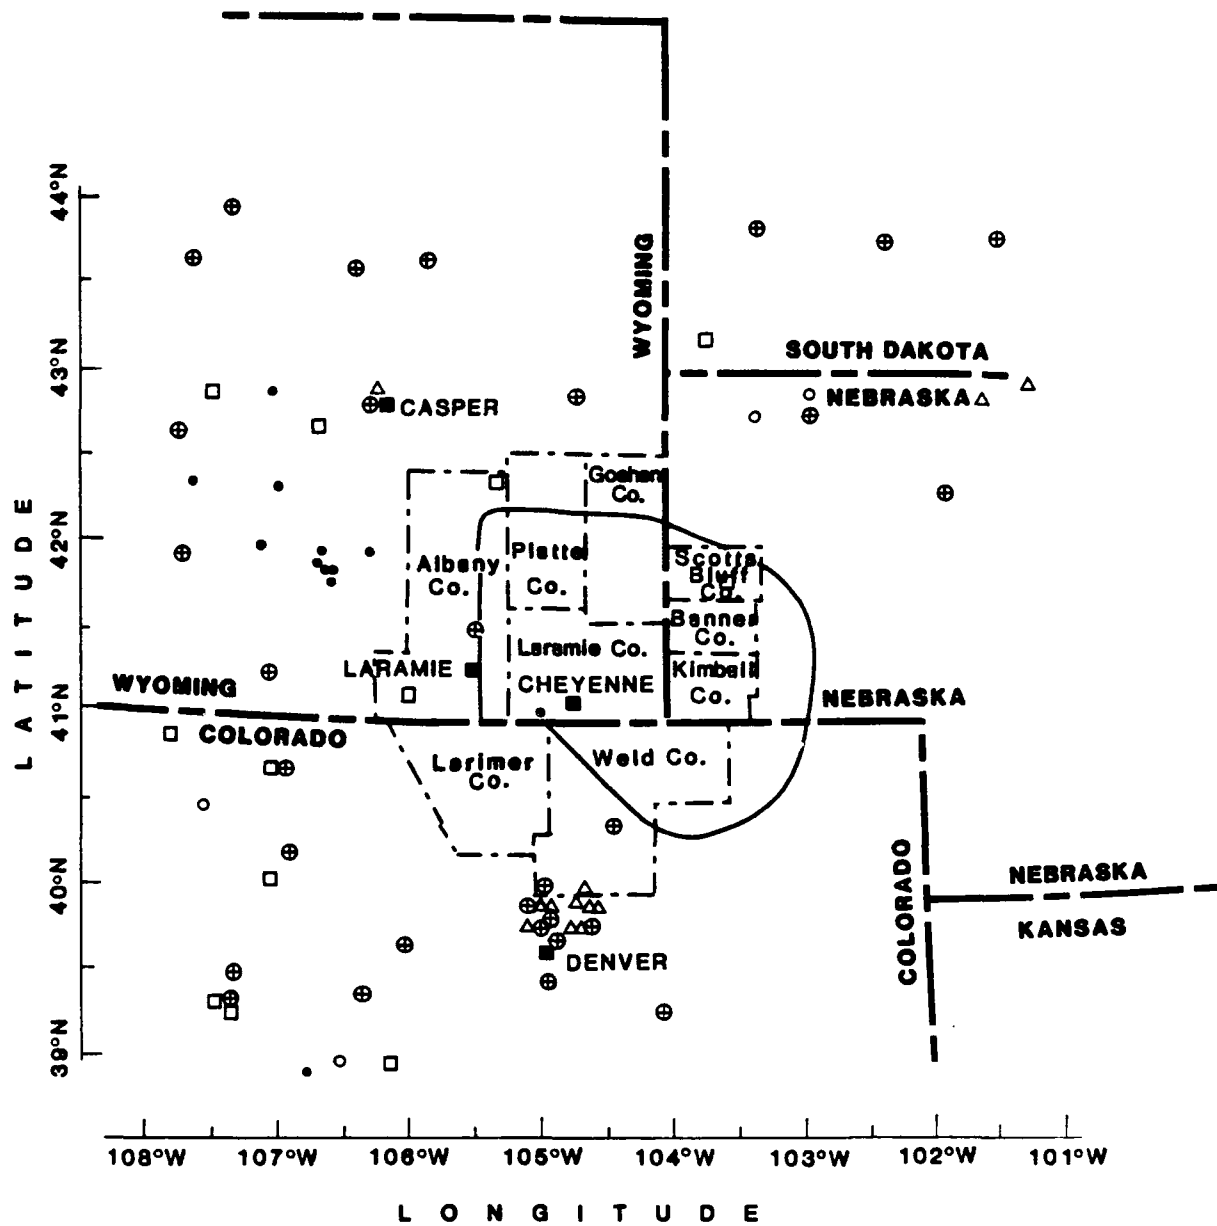 44°N
43°N
42°N
41°N
40°N
39°N
LATITUDE
WYOMING
SOUTH DAKOTA
NEBRASKA
CASPER
Goshen
Co.
Platte
Co.
Albany
Co.
Scotts
Bluff
Co.
Banner
Co.
Laramie Co.
Kimball
Co.
LARAMIE
CHEYENNE
WYOMING
COLORADO
NEBRASKA
Larimer
Co.
Weld Co.
COLORADO
NEBRASKA
KANSAS
DENVER
108°W 107°W 106°W 105°W 104°W 103°W 102°W 101°W
LONGITUDE